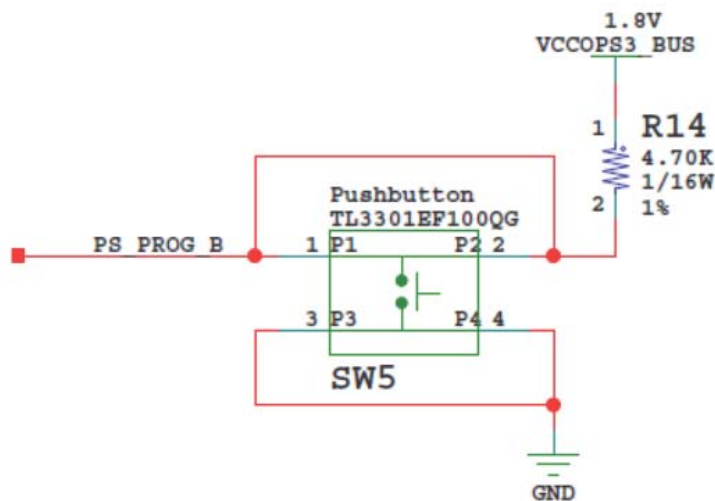 1.8V
VCCOPS3_BUS
1
R14
4.70K
1/16W
1%
2
Pushbutton
TL3301EF100QG
PS_PROG_B
1 P1
P2 2
3 P3
P4 4
SW5
GND